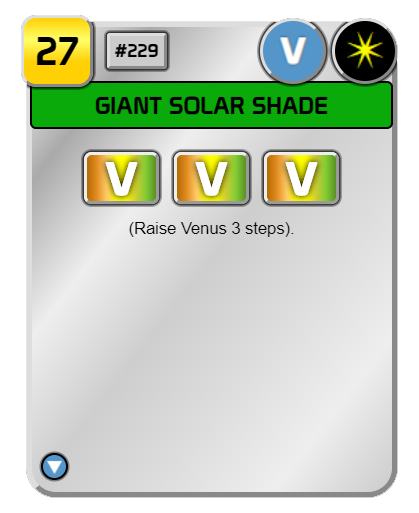 27 #229 V
GIANT SOLAR SHADE
V V V
(Raise Venus 3 steps).